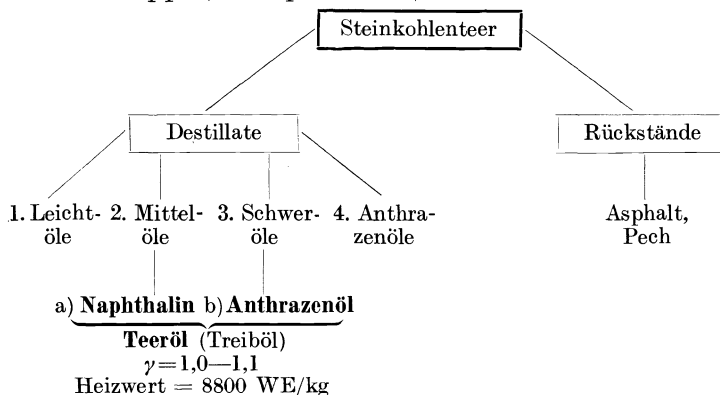 Steinkohlenteer
Destillate
Rückstände
1. Leicht- 2. Mittel- 3. Schwer- 4. Anthra-
öle öle öle zenöle
Asphalt,
Pech
a) Naphthalin b) Anthrazenöl
Teeröl (Treiböl)
γ = 1,0—1,1
Heizwert = 8800 WE/kg